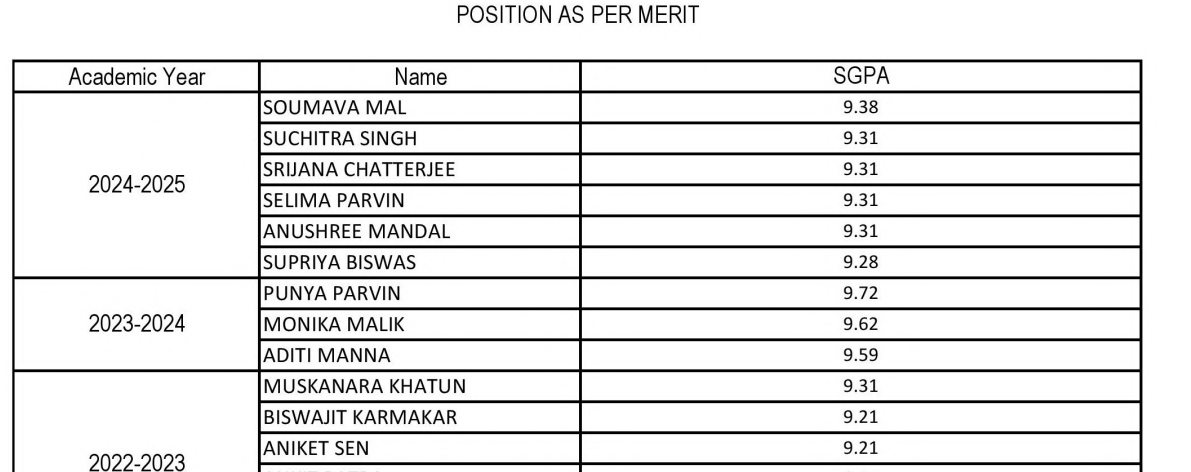 POSITION AS PER MERIT
Academic Year Name SGPA
2024-2025
SOUMAVA MAL 9.38
SUCHITRA SINGH 9.31
SRIJANA CHATTERJEE 9.31
SELIMA PARVIN 9.31
ANUSHREE MANDAL 9.31
SUPRIYA BISWAS 9.28
2023-2024
PUNYA PARVIN 9.72
MONIKA MALIK 9.62
ADITI MANNA 9.59
2022-2023
MUSKANARA KHATUN 9.31
BISWAJIT KARMAKAR 9.21
ANIKET SEN 9.21